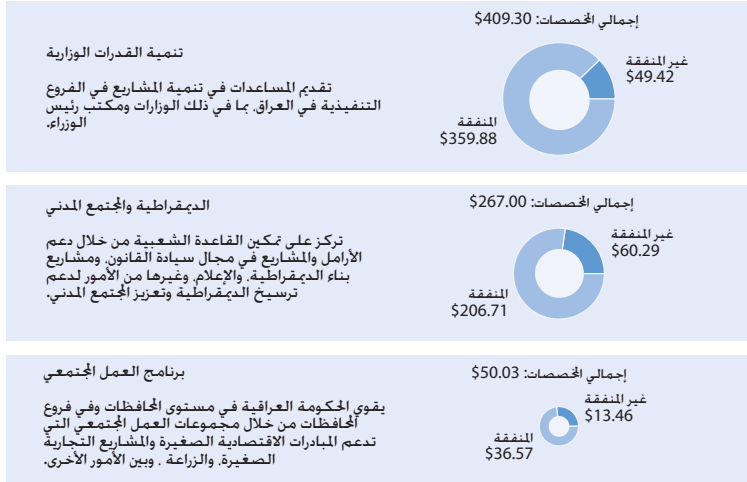 إجمالي المخصصات: $409.30
تنمية القدرات الوزارية
تقديم المساعدات في تنمية المشاريع في الفروع
التنفيذية في العراق، بما في ذلك الوزارات ومكتب رئيس
الوزراء.
غير المنفقة
$49.42
المنفقة
$359.88
إجمالي المخصصات: $267.00
الديمقراطية والمجتمع المدني
تركز على تمكين القاعدة الشعبية من خلال دعم
الأرامل والمشاريع في مجال سيادة القانون، ومشاريع
بناء الديمقراطية، والإعلام، وغيرها من الأمور لدعم
ترسيخ الديمقراطية وتعزيز المجتمع المدني.
غير المنفقة
$60.29
المنفقة
$206.71
إجمالي المخصصات: $50.03
برنامج العمل المجتمعي
يقوي الحكومة العراقية في مستوى المحافظات وفي فروع
المحافظات من خلال مجموعات العمل المجتمعي التي
تدعم المبادرات الاقتصادية الصغيرة والمشاريع التجارية
الصغيرة، والزراعة ، وبين الأمور الأخرى.
غير المنفقة
$13.46
المنفقة
$36.57